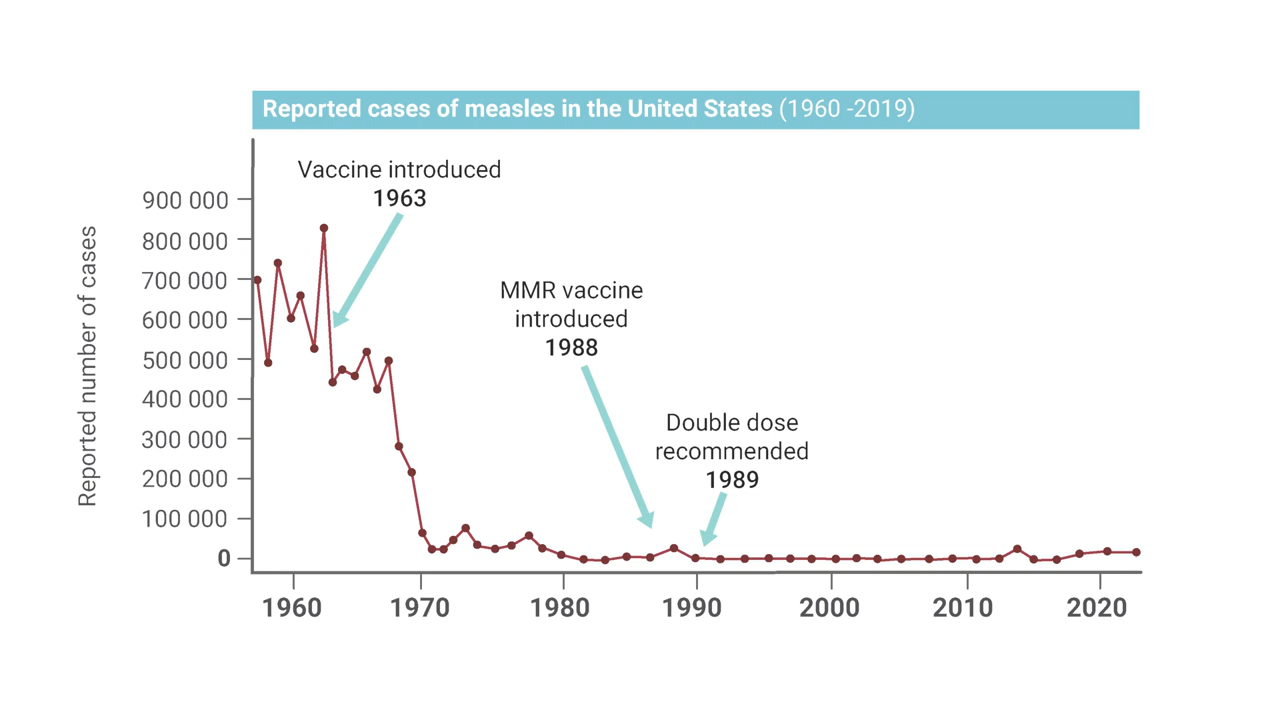 Reported cases of measles in the United States (1960 -2019)
Vaccine introduced
1963
900 000
800 000
700 000
600 000
500 000
400 000
300 000
200 000
100 000
0
Reported number of cases
MMR vaccine
introduced
1988
Double dose
recommended
1989
1960
1970
1980
1990
2000
2010
2020